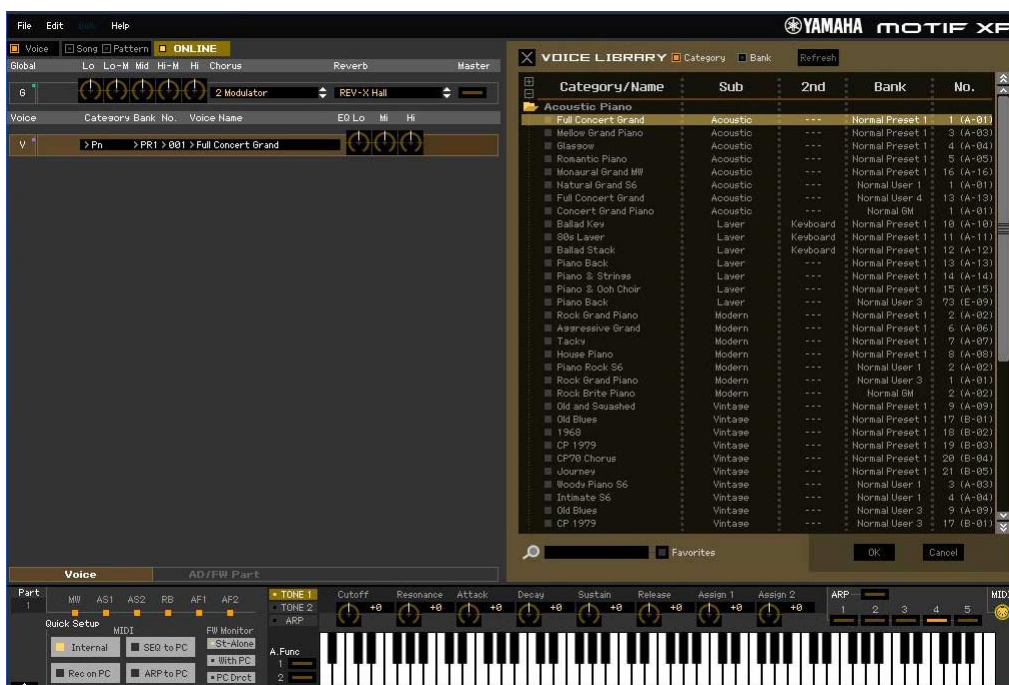 File Edit Help
YAMAHA MOTIF XF
Voice Song Pattern ONLINE
Global Lo Lo-M Mid Hi-M Hi Chorus Reverb Master
G 2 Modulator REV-X Hall
Voice Category Bank No. Voice Name EQ Lo Mi Hi
V >Pn >PR1 >001 >Full Concert Grand
VOICE LIBRARY Category Bank Refresh
Category/Name Sub 2nd Bank No.
Acoustic Piano
Full Concert Grand Acoustic --- Normal Preset 1 1 (A-01)
Mellow Grand Piano Acoustic --- Normal Preset 1 3 (A-03)
Glasgow Acoustic --- Normal Preset 1 4 (A-04)
Romantic Piano Acoustic --- Normal Preset 1 5 (A-05)
Monaural Grand MW Acoustic --- Normal Preset 1 16 (A-16)
Natural Grand S6 Acoustic --- Normal User 1 1 (A-01)
Full Concert Grand Acoustic --- Normal User 4 13 (A-13)
Concert Grand Piano Acoustic --- Normal GM 1 (A-01)
Ballad Key Layer Keyboard Normal Preset 1 10 (A-10)
80s Layer Layer Keyboard Normal Preset 1 11 (A-11)
Ballad Stack Layer Keyboard Normal Preset 1 12 (A-12)
Piano Back Layer --- Normal Preset 1 13 (A-13)
Piano & Strings Layer --- Normal Preset 1 14 (A-14)
Piano & Ooh Choir Layer --- Normal Preset 1 15 (A-15)
Piano Back Layer --- Normal User 3 73 (E-09)
Rock Grand Piano Modern --- Normal Preset 1 2 (A-02)
Aggressive Grand Modern --- Normal Preset 1 6 (A-06)
Tacky Modern --- Normal Preset 1 7 (A-07)
House Piano Modern --- Normal Preset 1 8 (A-08)
Piano Rock S6 Modern --- Normal User 1 2 (A-02)
Rock Grand Piano Modern --- Normal User 3 1 (A-01)
Rock Brite Piano Modern --- Normal GM 2 (A-02)
Old and Squashed Vintage --- Normal Preset 1 9 (A-09)
Old Blues Vintage --- Normal Preset 1 17 (B-01)
1968 Vintage --- Normal Preset 1 18 (B-02)
CP 1979 Vintage --- Normal Preset 1 19 (B-03)
CP70 Chorus Vintage --- Normal Preset 1 20 (B-04)
Journey Vintage --- Normal Preset 1 21 (B-05)
Woody Piano S6 Vintage --- Normal User 1 3 (A-03)
Intimate S6 Vintage --- Normal User 1 4 (A-04)
Old Blues Vintage --- Normal User 3 9 (A-09)
CP 1979 Vintage --- Normal User 3 17 (B-01)
Favorites OK Cancel
Voice AD/FW Part
Part MW AS1 AS2 RB AF1 AF2
1
Quick Setup MIDI FW Monitor
Internal SEQ to PC St-Alone
With PC
Rec on PC ARP to PC PC Drct
TONE 1 Cutoff Resonance Attack Decay Sustain Release Assign 1 Assign 2 ARP MID
TONE 2 +0 +0 +0 +0 +0 +0 +0 +0 1 2 3 4 5
ARP
A.Func
1
2